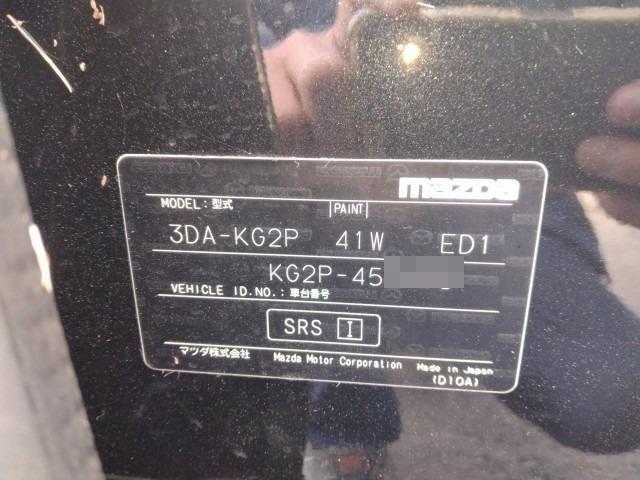 mazda
MODEL:型式 PAINT
3DA-KG2P 41W ED1
KG2P-45
VEHICLE ID.NO.:車台番号
SRS I
マツダ株式会社 Mazda Motor Corporation Made in Japan
(D10A)